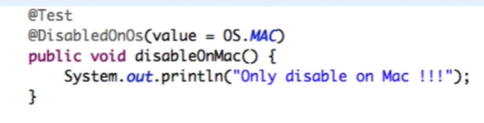 @Test
@DisabledOnOs(value = OS.MAC)
public void disableOnMac() {
    System.out.println("Only disable on Mac !!!");
}